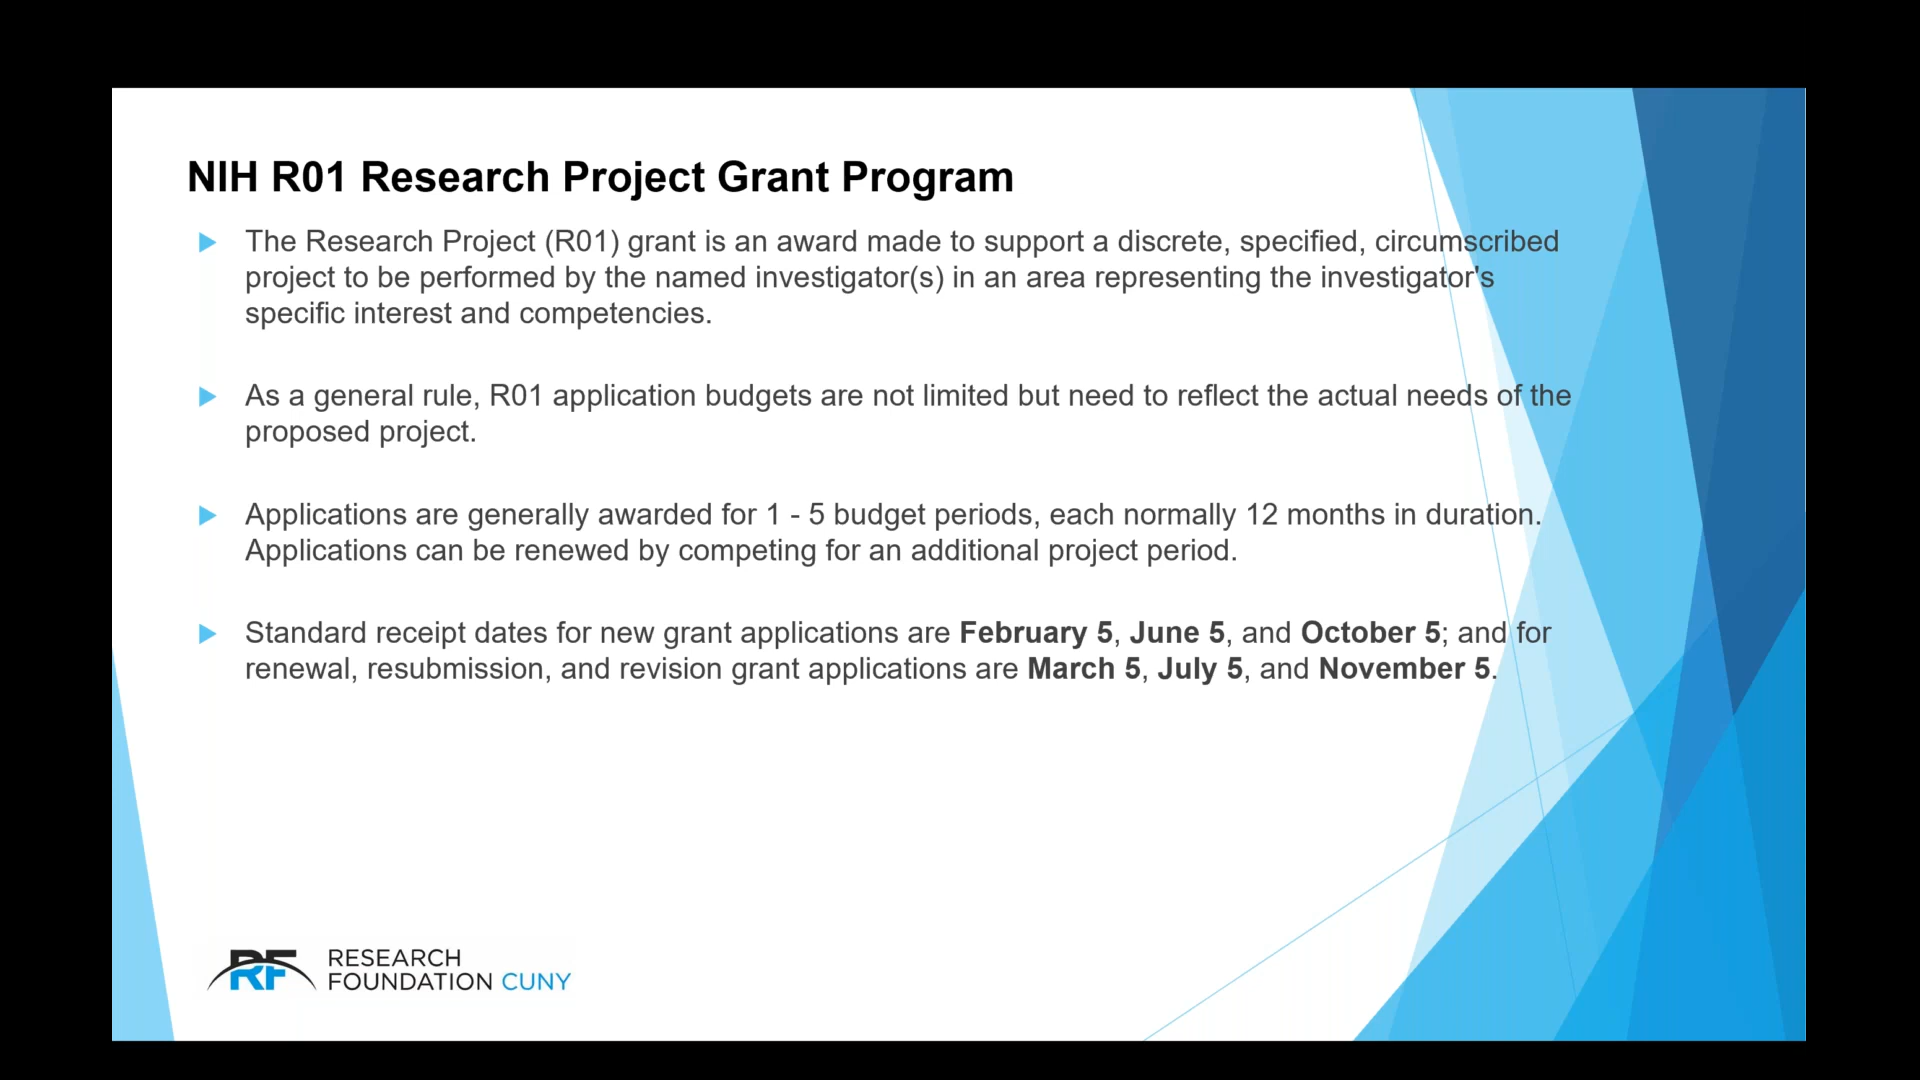 NIH R01 Research Project Grant Program
The Research Project (R01) grant is an award made to support a discrete, specified, circumscribed
project to be performed by the named investigator(s) in an area representing the investigator's
specific interest and competencies.
As a general rule, R01 application budgets are not limited but need to reflect the actual needs of the
proposed project.
Applications are generally awarded for 1 - 5 budget periods, each normally 12 months in duration.
Applications can be renewed by competing for an additional project period.
Standard receipt dates for new grant applications are February 5, June 5, and October 5; and for
renewal, resubmission, and revision grant applications are March 5, July 5, and November 5.
RF
RESEARCH
FOUNDATION CUNY